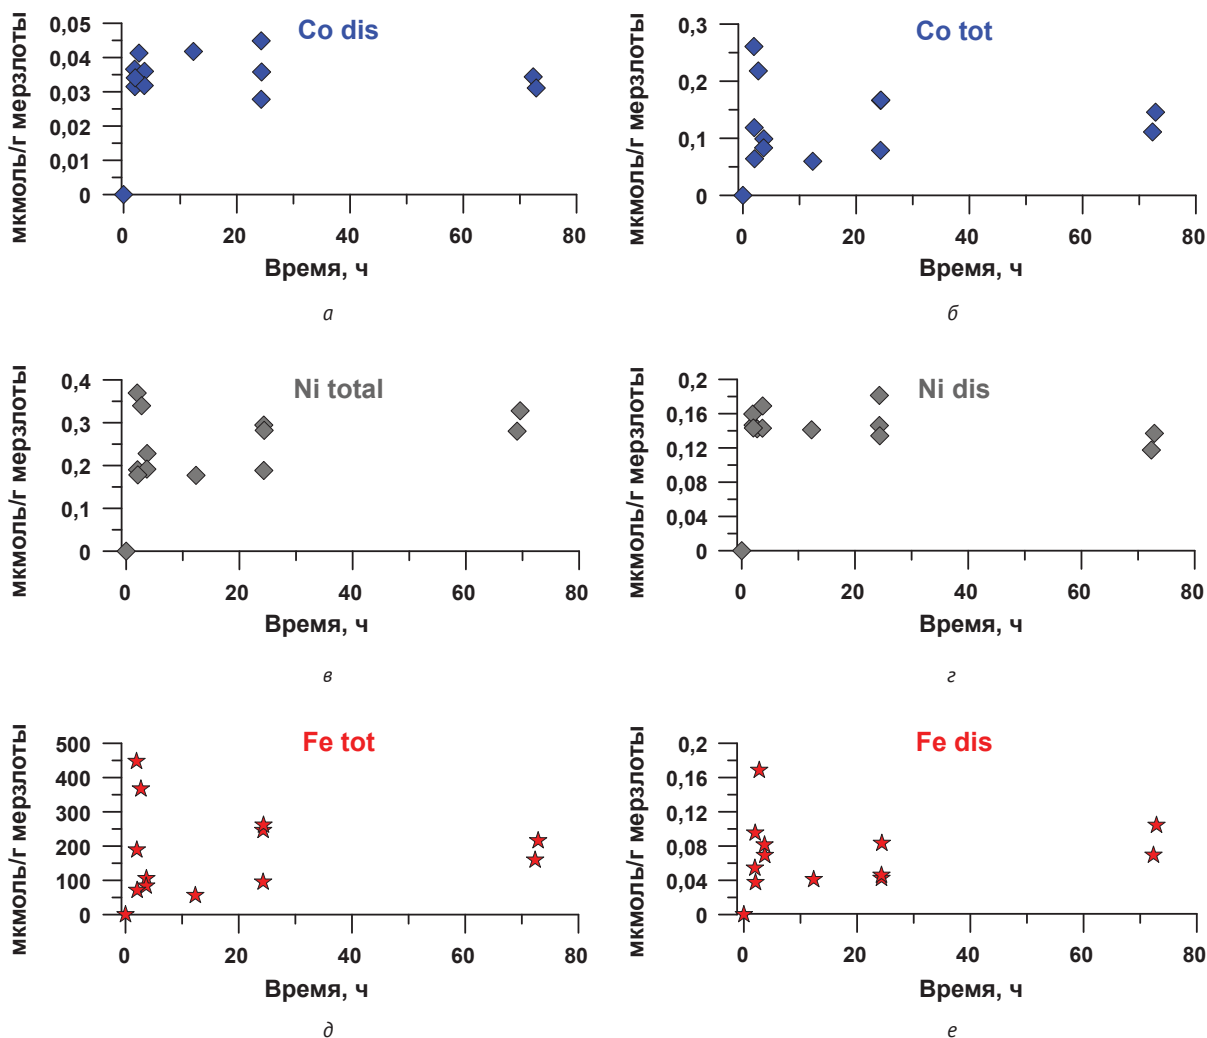 Co dis
мкмоль/г мерзлоты
0,05
0,04
0,03
0,02
0,01
0
0 20 40 60 80
Время, ч
а
Co tot
мкмоль/г мерзлоты
0,3
0,2
0,1
0
0 20 40 60 80
Время, ч
б
Ni total
мкмоль/г мерзлоты
0,4
0,3
0,2
0,1
0
0 20 40 60 80
Время, ч
в
Ni dis
мкмоль/г мерзлоты
0,2
0,16
0,12
0,08
0,04
0
0 20 40 60 80
Время, ч
г
Fe tot
мкмоль/г мерзлоты
500
400
300
200
100
0
0 20 40 60 80
Время, ч
д
Fe dis
мкмоль/г мерзлоты
0,2
0,16
0,12
0,08
0,04
0
0 20 40 60 80
Время, ч
е